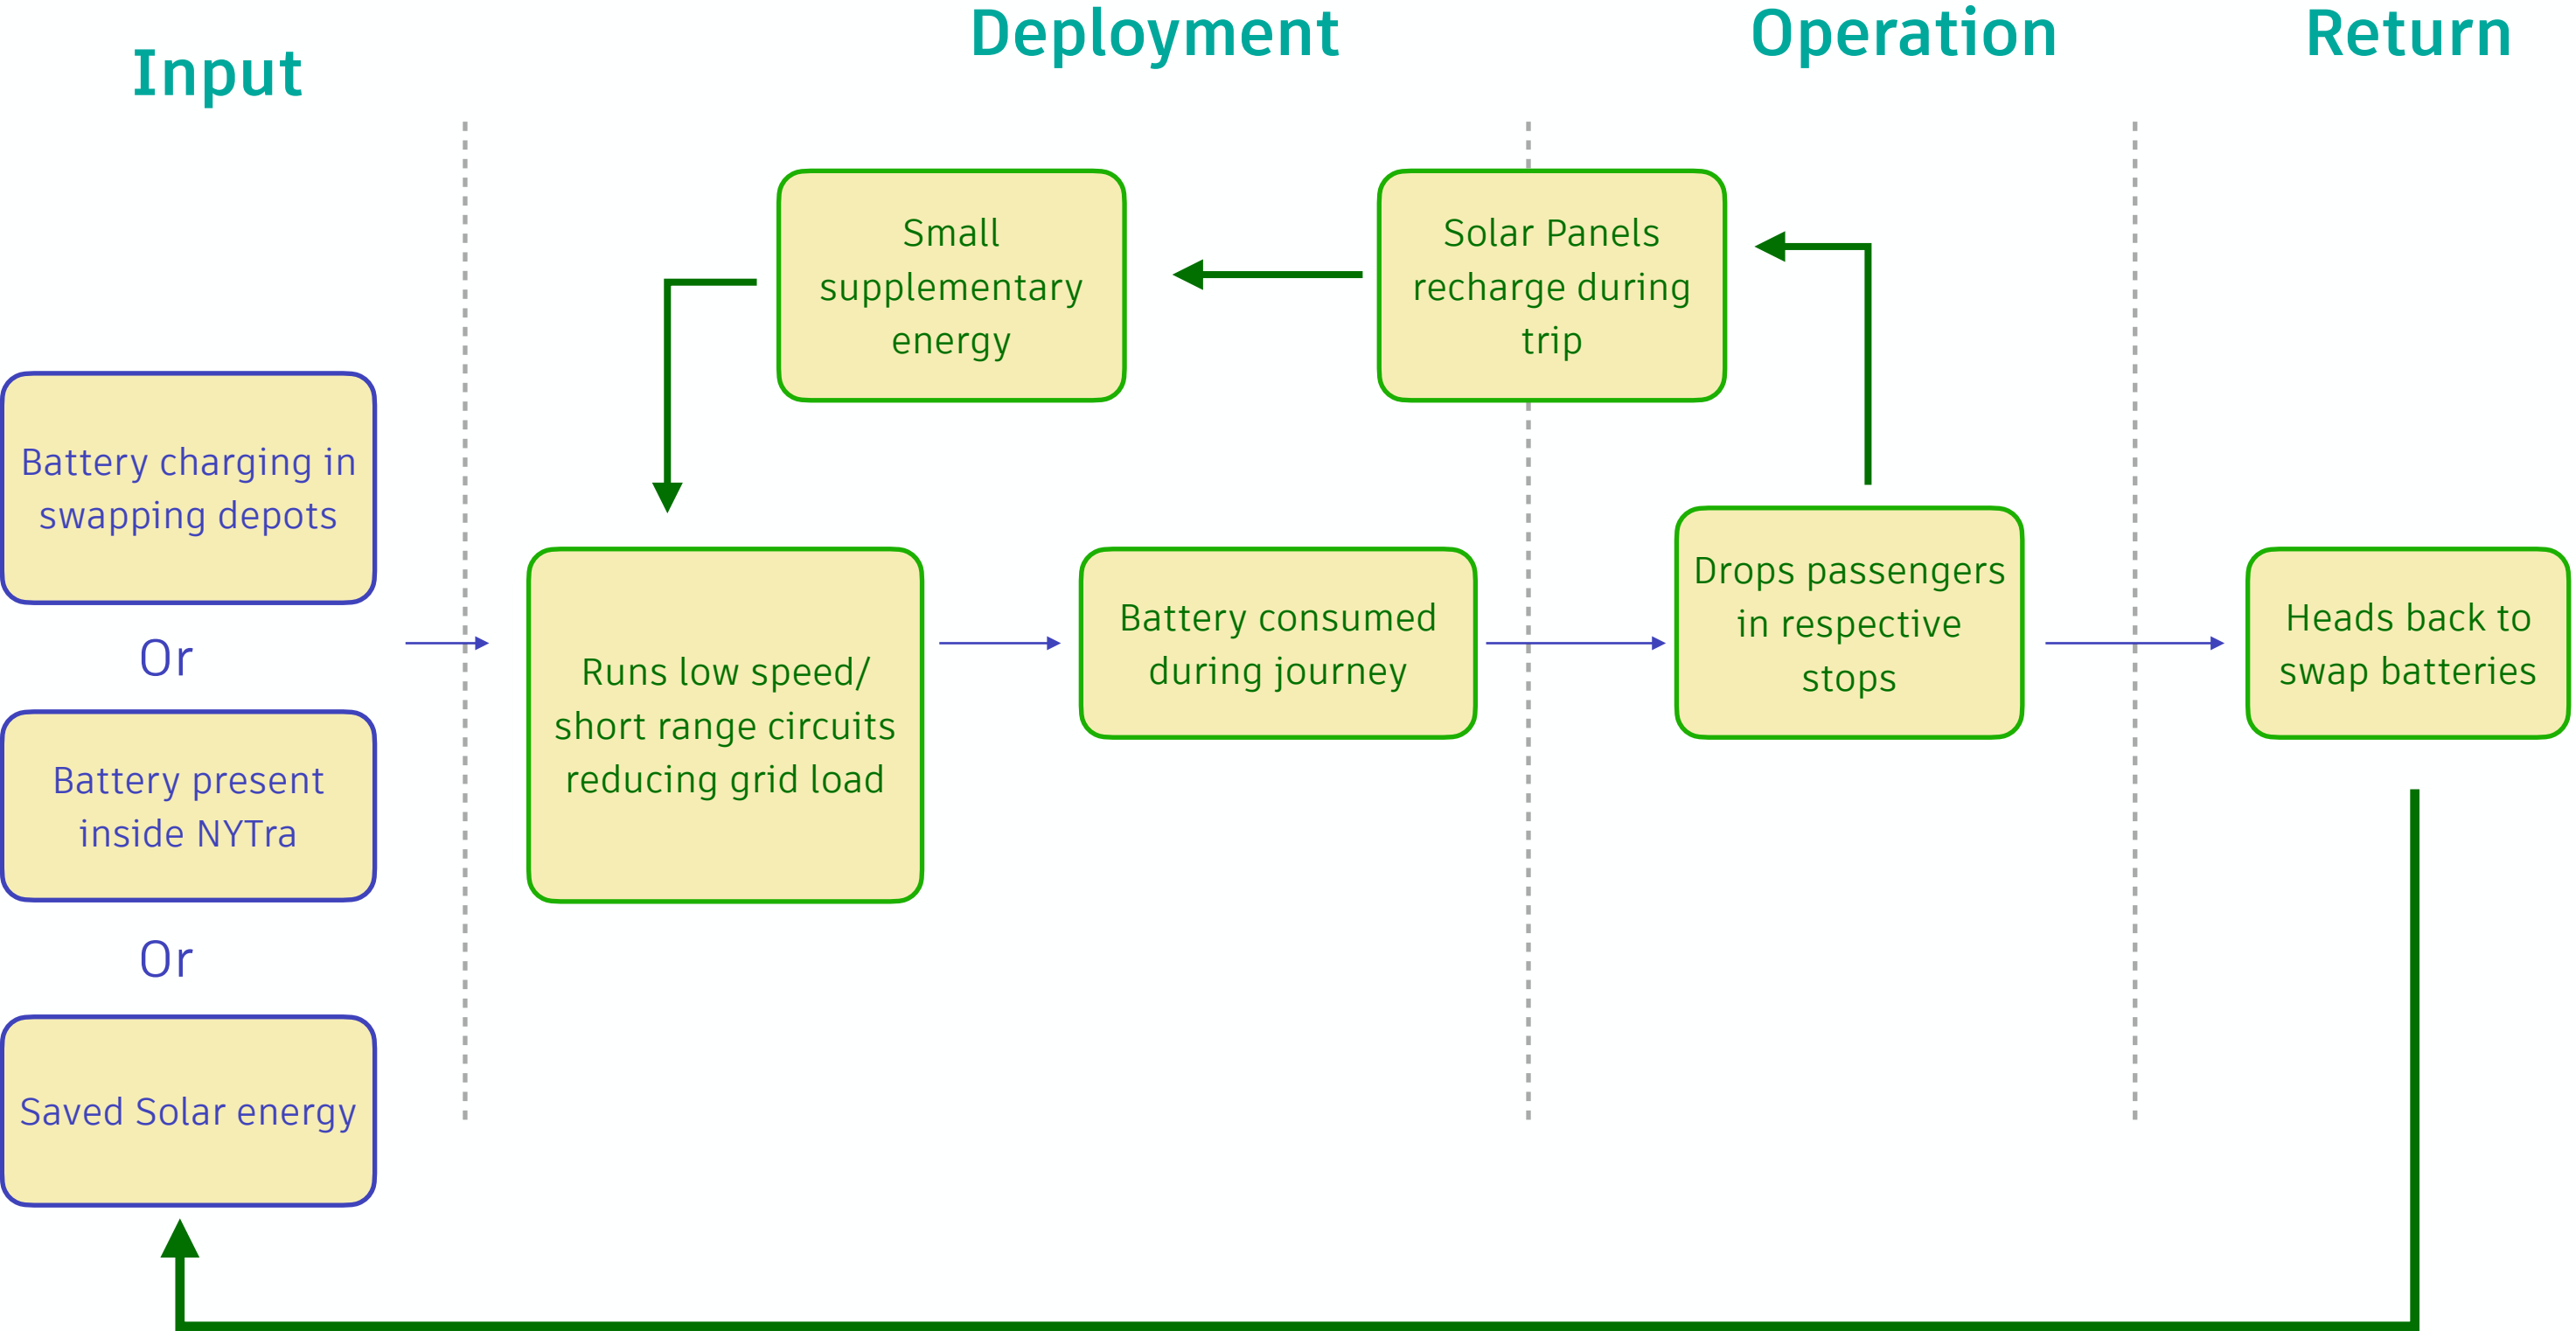 Input
Deployment
Operation
Return
Battery charging in
swapping depots
Or
Battery present
inside NYTra
Or
Saved Solar energy
Small
supplementary
energy
Solar Panels
recharge during
trip
Runs low speed/
short range circuits
reducing grid load
Battery consumed
during journey
Drops passengers
in respective
stops
Heads back to
swap batteries